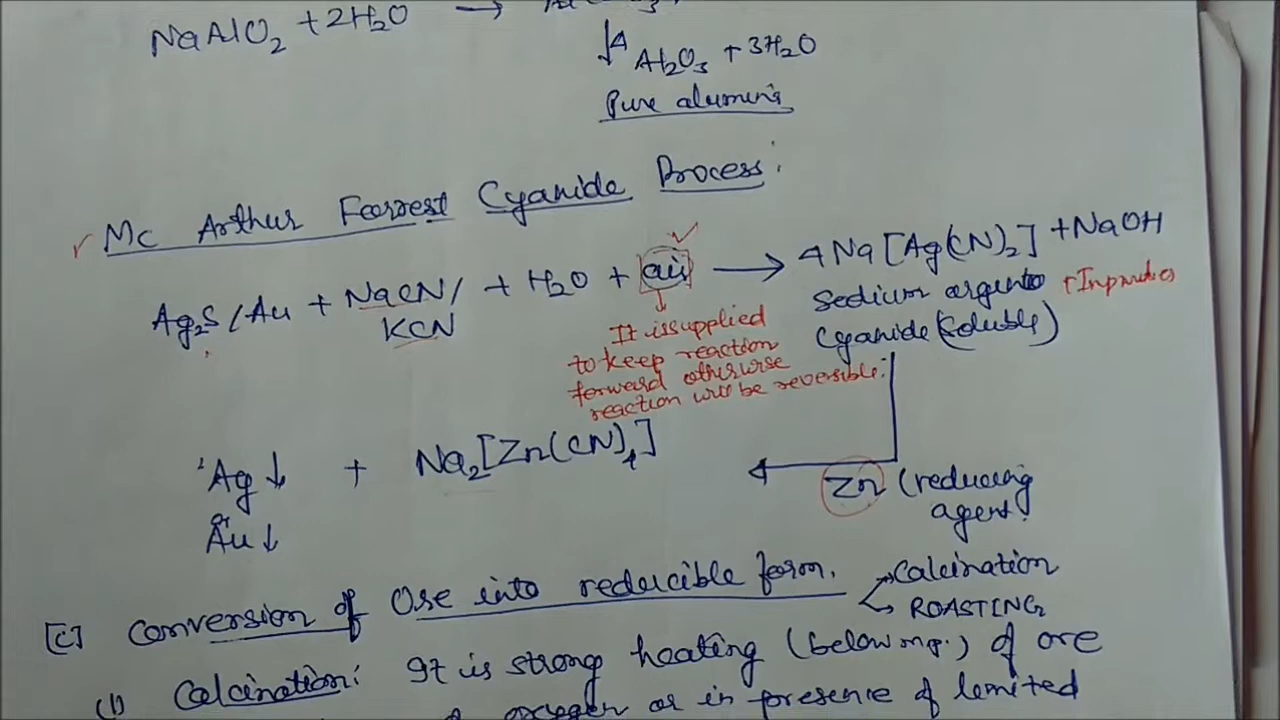 NaAlO₂ + 2H₂O →
↓Δ Al₂O₃ + 3H₂O
Pure alumina
Mc Arthur Forrest Cyanide Process:
Ag₂S/Au + NaCN/KCN + H₂O + air → 4Na[Ag(CN)₂] + NaOH
Sodium argento + Impurities
Cyanide (Soluble)
It is supplied
to keep reaction
forward otherwise
reaction will be reversible.
Zn (reducing
agent)
Ag↓ + Na₂[Zn(CN)₄]
or
Au↓
[C] Conversion of Ore into reducible form. Calcination
ROASTING
(1) Calcination: It is strong heating (below m.p.) of ore
oxygen or in presence of limited